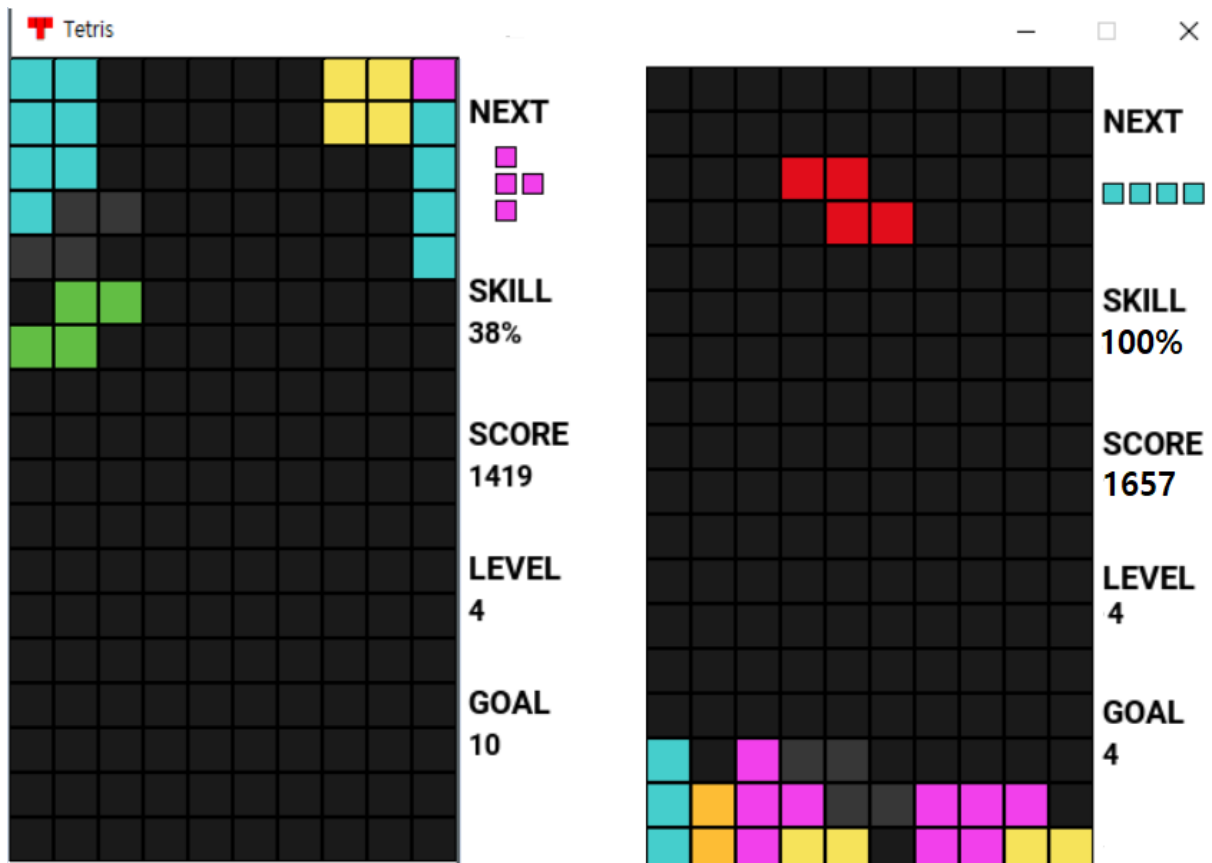 Tetris
NEXT
SKILL
38%
SCORE
1419
LEVEL
4
GOAL
10
NEXT
SKILL
100%
SCORE
1657
LEVEL
4
GOAL
4